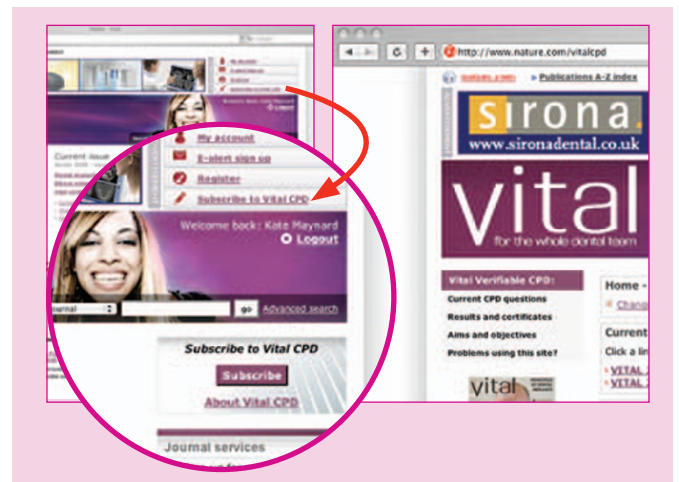 Current issue
My account
E-alert sign up
Register
Subscribe to Vital CPD
Welcome back: Kate Maynard
Logout
Journal
go
Advanced search
Subscribe to Vital CPD
Subscribe
About Vital CPD
Journal services
http://www.nature.com/vitalcpd
Publications A-Z index
sirona.
www.sironadental.co.uk
vital
for the whole dental team
Vital Verifiable CPD:
Current CPD questions
Results and certificates
Aims and objectives
Problems using this site?
vital
Home -
Chang
Current
Click a lin
VITAL
VITAL